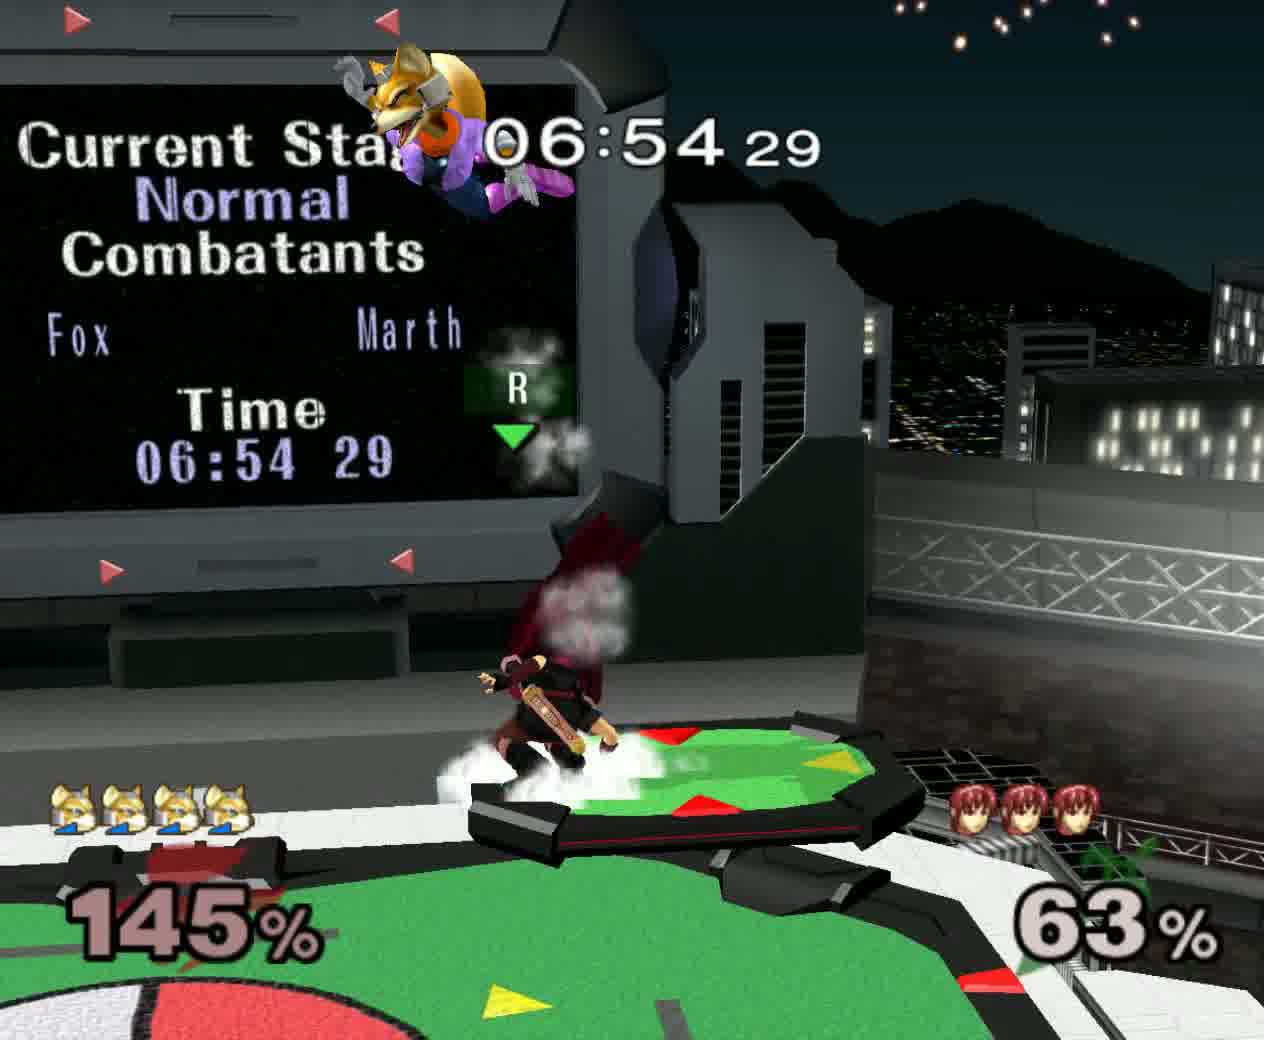 Current Sta
06:54 29
Normal
Combatants
Fox Marth
R
Time
06:54 29
145%
63%